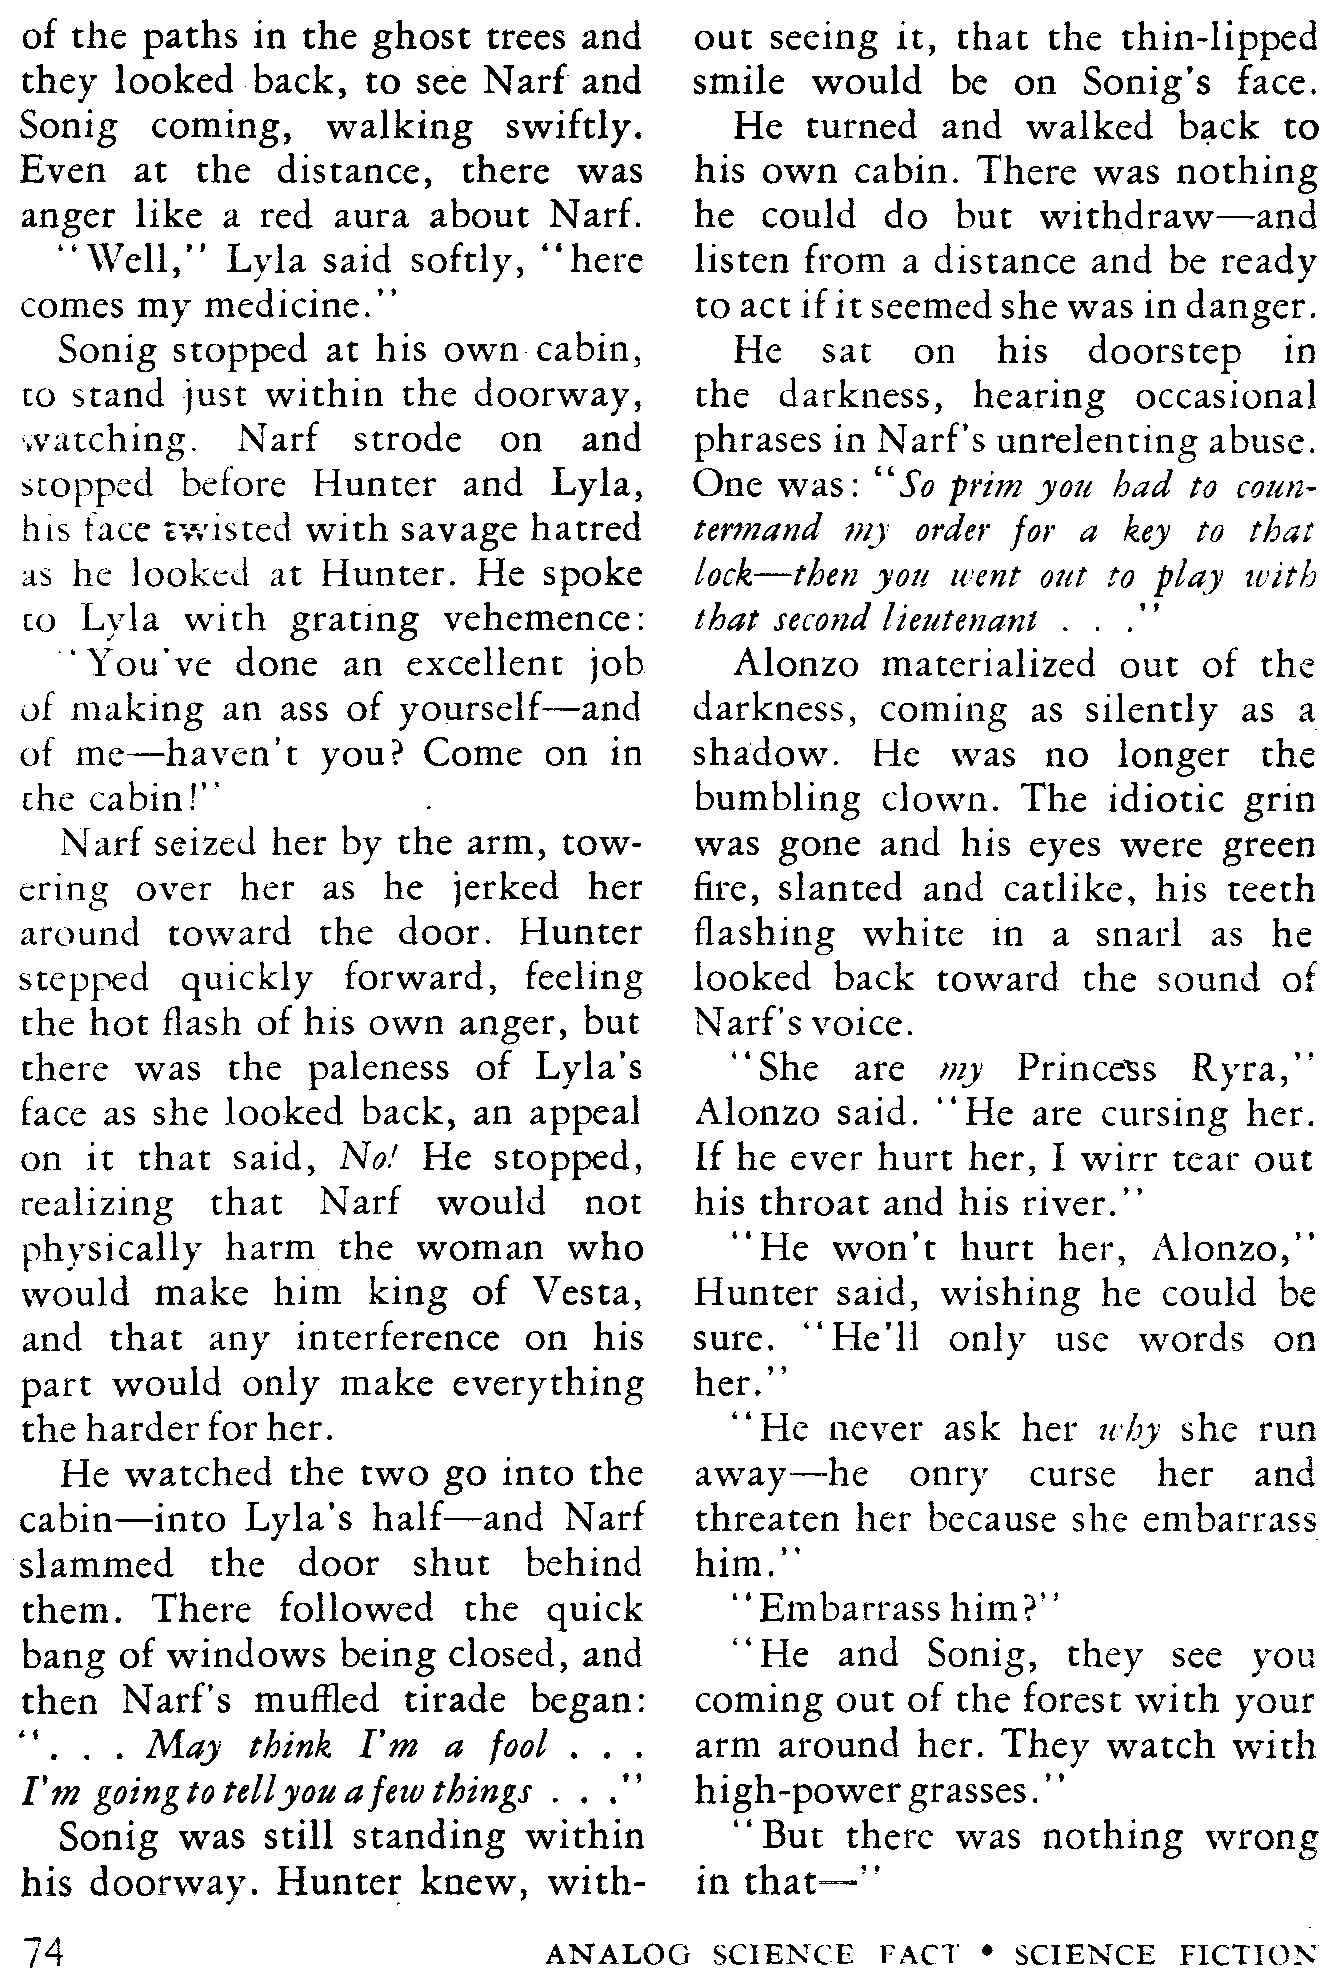 of the paths in the ghost trees and
they looked back, to see Narf and
Sonig coming, walking swiftly.
Even at the distance, there was
anger like a red aura about Narf.
"Well," Lyla said softly, "here
comes my medicine."
Sonig stopped at his own cabin,
to stand just within the doorway,
watching. Narf strode on and
stopped before Hunter and Lyla,
his face twisted with savage hatred
as he looked at Hunter. He spoke
to Lyla with grating vehemence:
"You've done an excellent job
of making an ass of yourself—and
of me—haven't you? Come on in
the cabin!"
Narf seized her by the arm, tow-
ering over her as he jerked her
around toward the door. Hunter
stepped quickly forward, feeling
the hot flash of his own anger, but
there was the paleness of Lyla's
face as she looked back, an appeal
on it that said, No! He stopped,
realizing that Narf would not
physically harm the woman who
would make him king of Vesta,
and that any interference on his
part would only make everything
the harder for her.
He watched the two go into the
cabin—into Lyla's half—and Narf
slammed the door shut behind
them. There followed the quick
bang of windows being closed, and
then Narf's muffled tirade began:
". . . May think I'm a fool . . .
I'm going to tell you a few things . . ."
Sonig was still standing within
his doorway. Hunter knew, with-
out seeing it, that the thin-lipped
smile would be on Sonig's face.
He turned and walked back to
his own cabin. There was nothing
he could do but withdraw—and
listen from a distance and be ready
to act if it seemed she was in danger.
He sat on his doorstep in
the darkness, hearing occasional
phrases in Narf's unrelenting abuse.
One was: "So prim you had to coun-
termand my order for a key to that
lock—then you went out to play with
that second lieutenant . . ."
Alonzo materialized out of the
darkness, coming as silently as a
shadow. He was no longer the
bumbling clown. The idiotic grin
was gone and his eyes were green
fire, slanted and catlike, his teeth
flashing white in a snarl as he
looked back toward the sound of
Narf's voice.
"She are my Princess Ryra,"
Alonzo said. "He are cursing her.
If he ever hurt her, I wirr tear out
his throat and his river."
"He won't hurt her, Alonzo,"
Hunter said, wishing he could be
sure. "He'll only use words on
her."
"He never ask her why she run
away—he onry curse her and
threaten her because she embarrass
him."
"Embarrass him?"
"He and Sonig, they see you
coming out of the forest with your
arm around her. They watch with
high-power grasses."
"But there was nothing wrong
in that—"
74
ANALOG SCIENCE FACT • SCIENCE FICTION